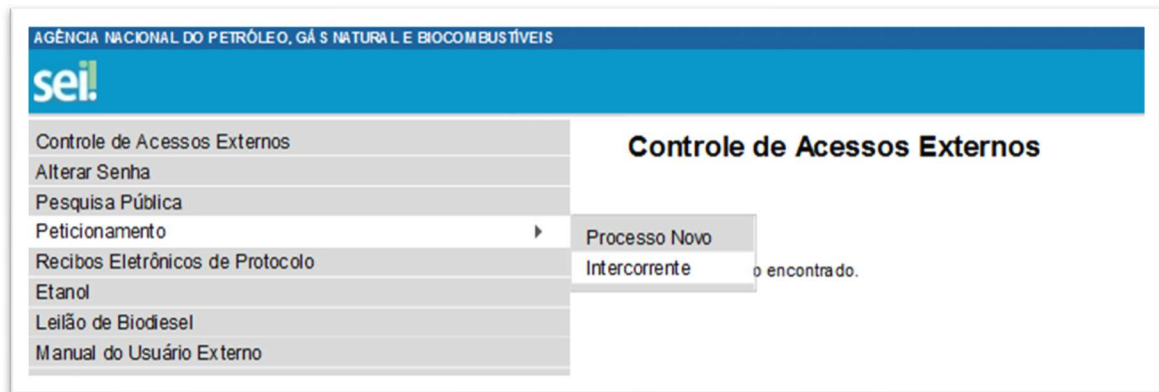 AGÊNCIA NACIONAL DO PETRÓLEO, GÁS NATURAL E BIOCOMBUSTÍVEIS
sei!
Controle de Acessos Externos
Alterar Senha
Pesquisa Pública
Peticionamento
Recibos Eletrônicos de Protocolo
Etanol
Leilão de Biodiesel
Manual do Usuário Externo
Processo Novo
Intercorrente
Controle de Acessos Externos
encontrado.